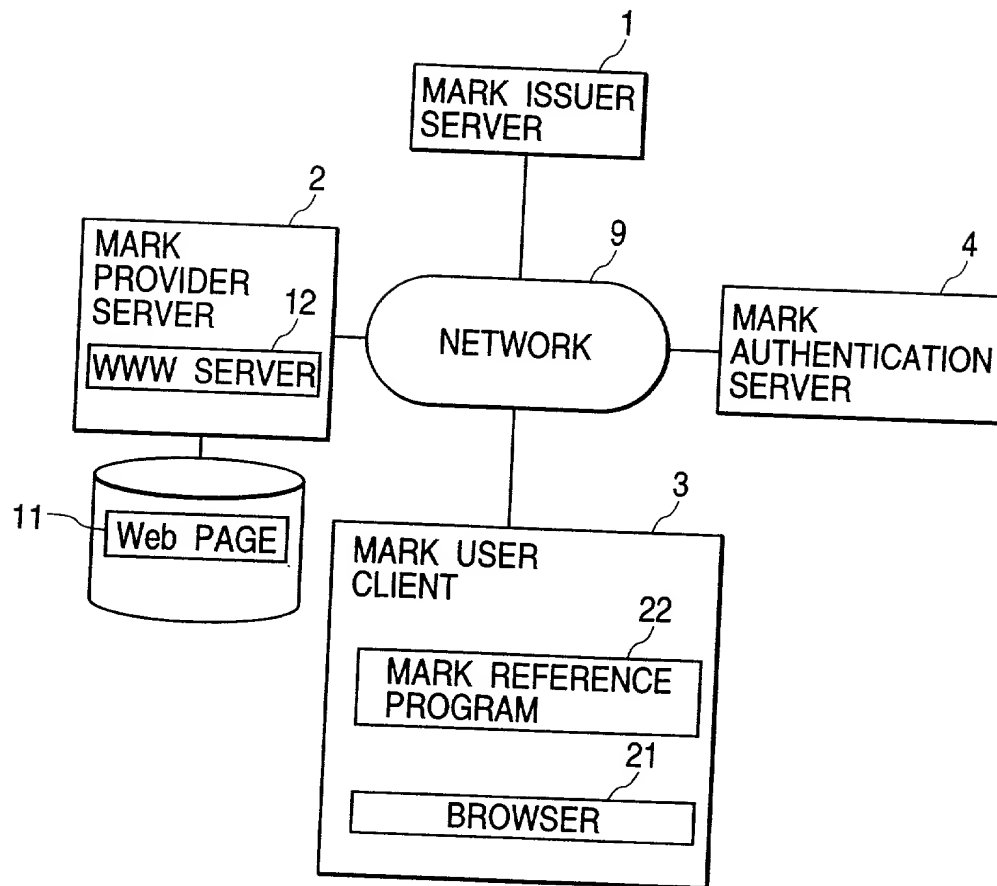 1
MARK ISSUER
SERVER
2
MARK
PROVIDER
SERVER
12
WWW SERVER
9
NETWORK
4
MARK
AUTHENTICATION
SERVER
11
Web PAGE
3
MARK USER
CLIENT
22
MARK REFERENCE
PROGRAM
21
BROWSER